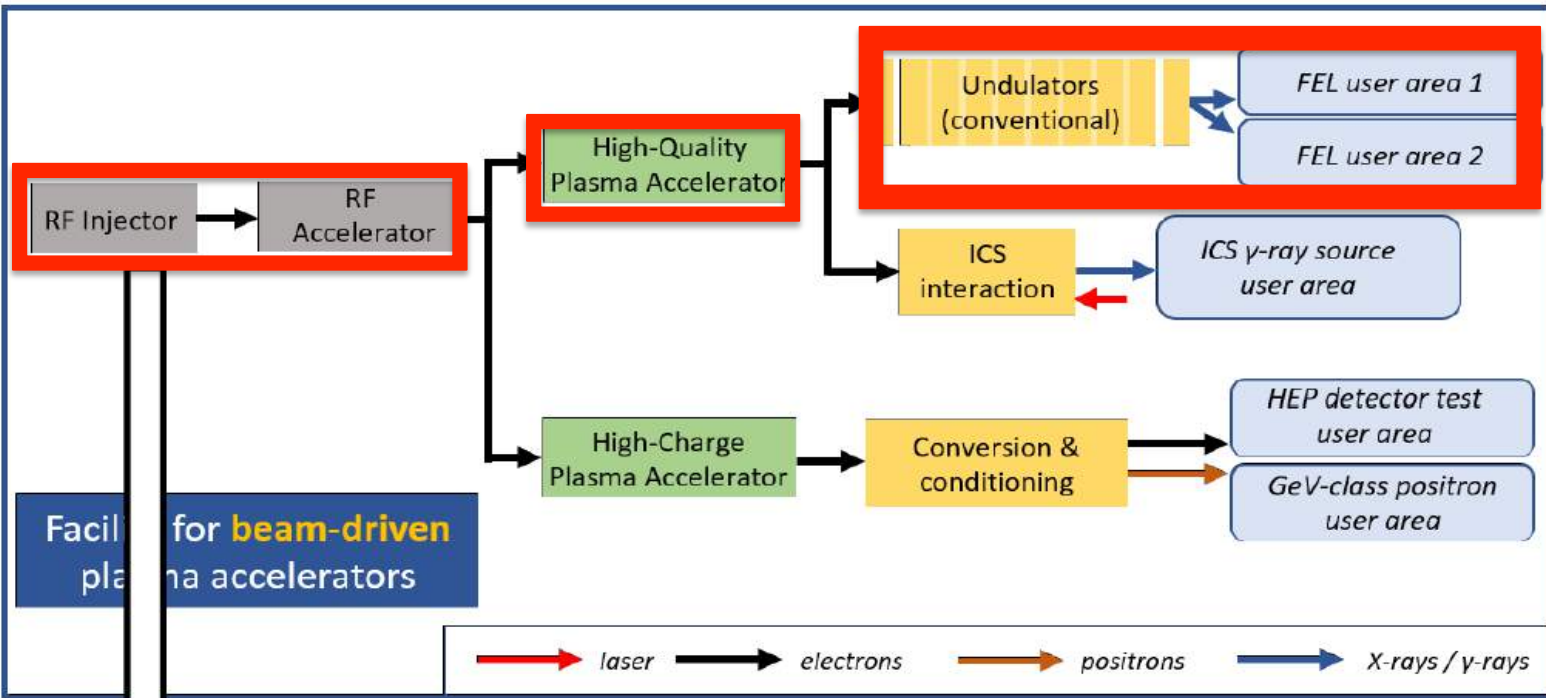 Undulators
(conventional)
FEL user area 1
FEL user area 2
High-Quality
Plasma Accelerator
RF Injector
RF
Accelerator
ICS
interaction
ICS γ-ray source
user area
High-Charge
Plasma Accelerator
Conversion &
conditioning
HEP detector test
user area
GeV-class positron
user area
for beam-driven
accelerators
laser
electrons
positrons
X-rays / γ-rays